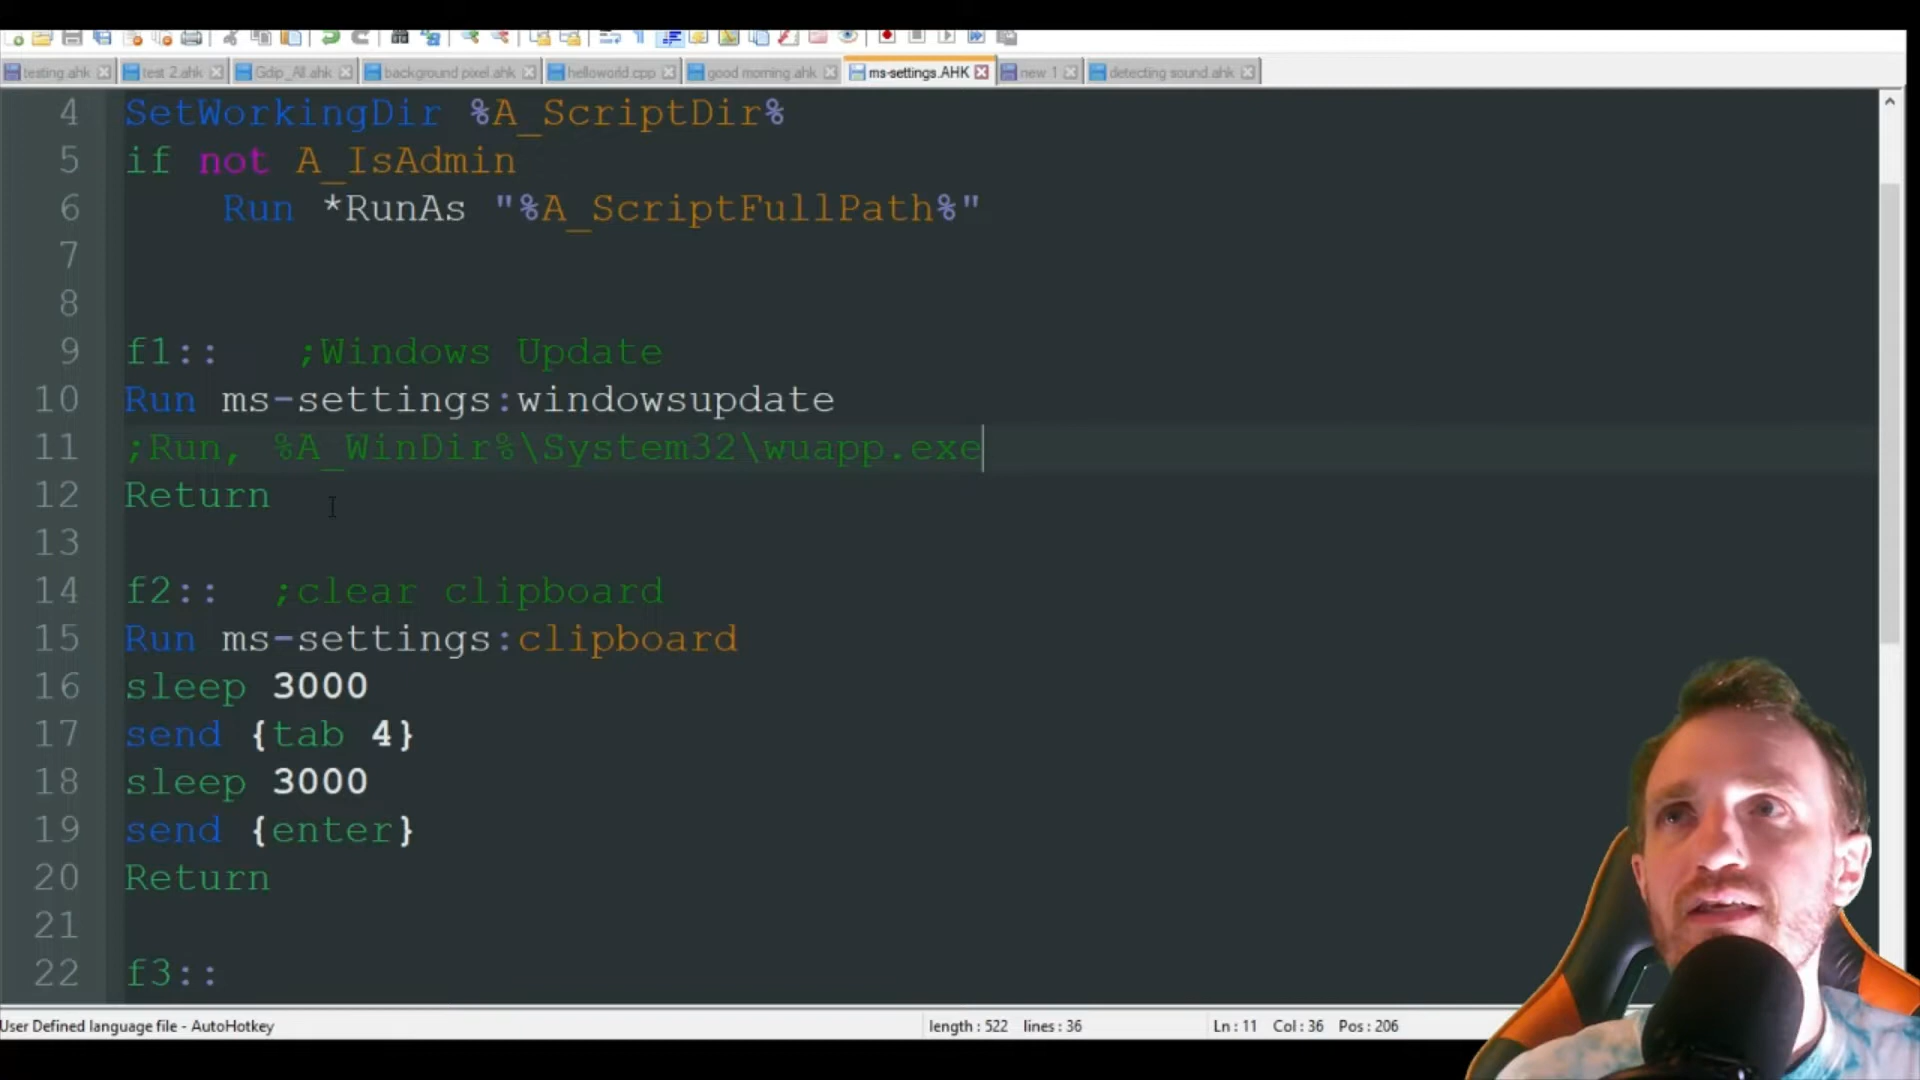 testing.ahk
test 2.ahk
Gdip_All.ahk
background pixel.ahk
helloworld.cpp
good morning.ahk
ms-settings.AHK
new 1
detecting sound.ahk
4 SetWorkingDir %A_ScriptDir%
5 if not A_IsAdmin
6 Run *RunAs "%A_ScriptFullPath%"
7
8
9 f1:: ;Windows Update
10 Run ms-settings:windowsupdate
11 ;Run, %A_WinDir%\System32\wuapp.exe
12 Return
13
14 f2:: ;clear clipboard
15 Run ms-settings:clipboard
16 sleep 3000
17 send {tab 4}
18 sleep 3000
19 send {enter}
20 Return
21
22 f3::
User Defined language file - AutoHotkey
length : 522 lines : 36
Ln : 11 Col : 36 Pos : 206